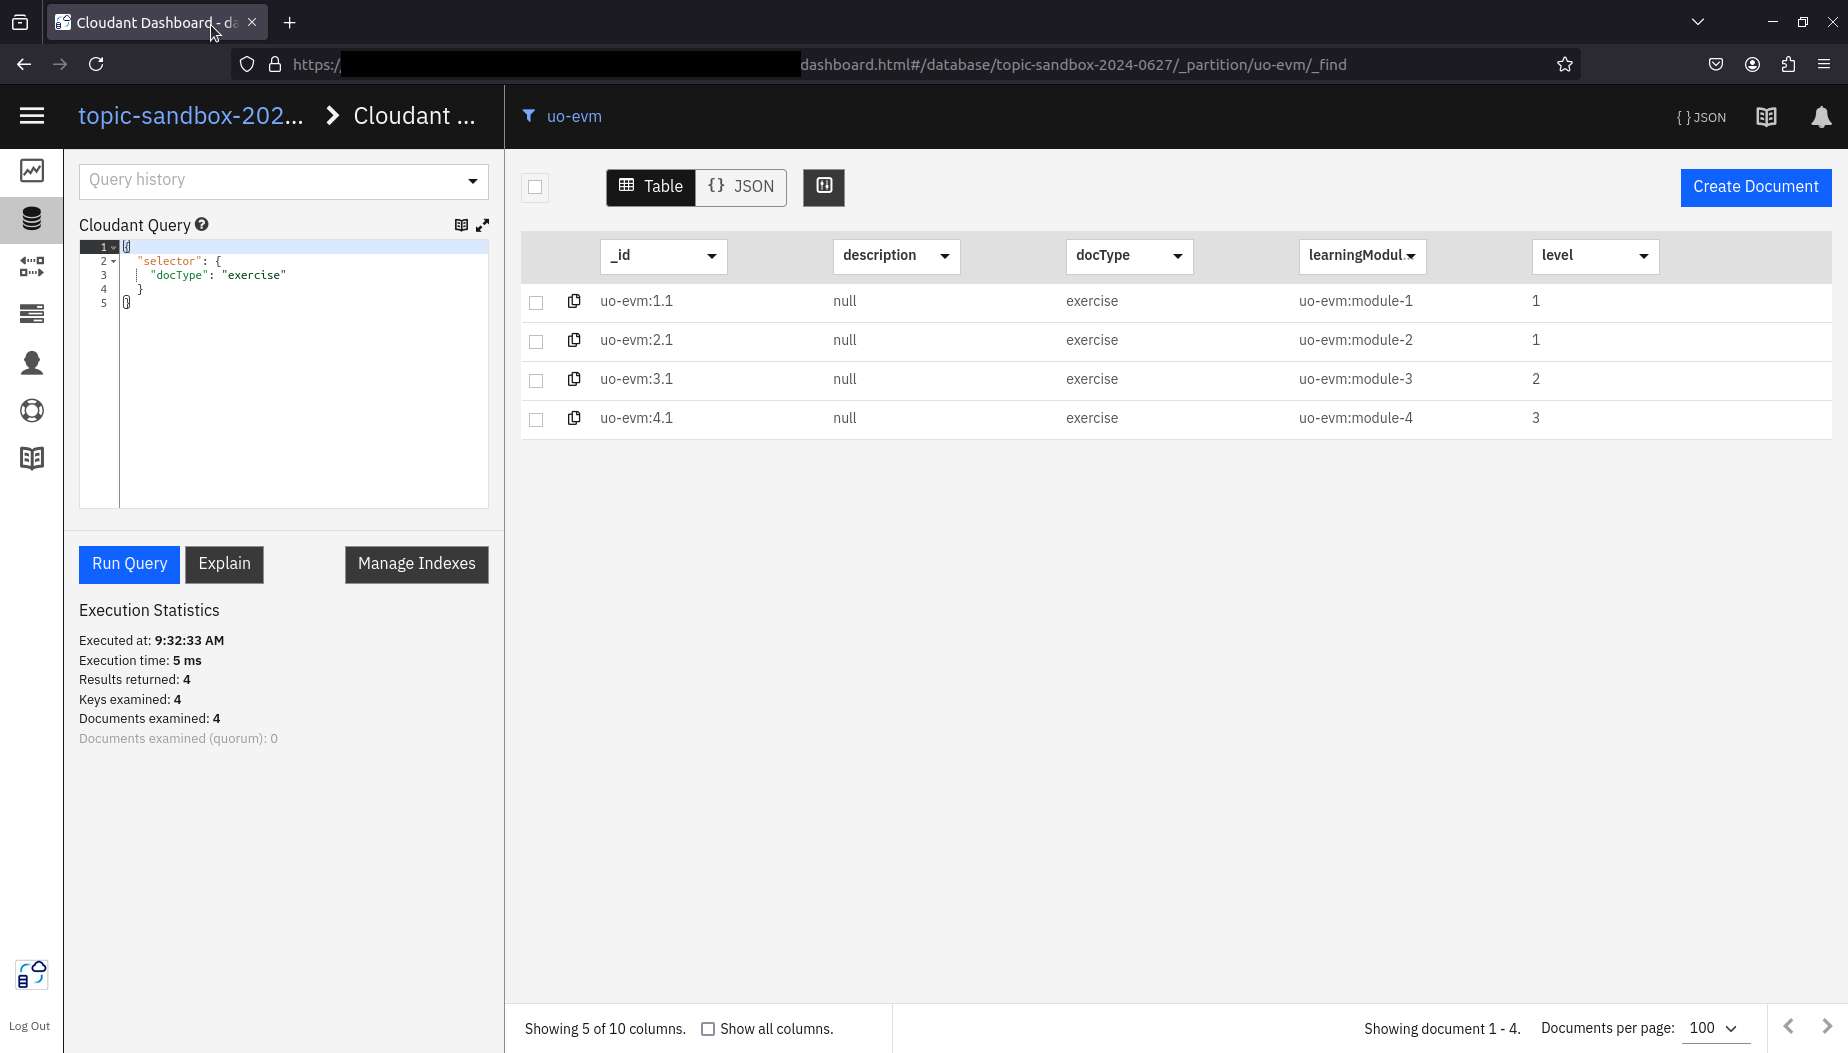 Cloudant Dashboard - da
https:/ dashboard.html#/database/topic-sandbox-2024-0627/_partition/uo-evm/_find
topic-sandbox-202... Cloudant ...
uo-evm
{ } JSON
Query history
Cloudant Query
1 {
2 "selector": {
3 "docType": "exercise"
4 }
5 }
Run Query Explain Manage Indexes
Execution Statistics
Executed at: 9:32:33 AM
Execution time: 5 ms
Results returned: 4
Keys examined: 4
Documents examined: 4
Documents examined (quorum): 0
Log Out
Table {} JSON
Create Document
_id description docType learningModul. level
uo-evm:1.1 null exercise uo-evm:module-1 1
uo-evm:2.1 null exercise uo-evm:module-2 1
uo-evm:3.1 null exercise uo-evm:module-3 2
uo-evm:4.1 null exercise uo-evm:module-4 3
Showing 5 of 10 columns. Show all columns. Showing document 1 - 4. Documents per page: 100